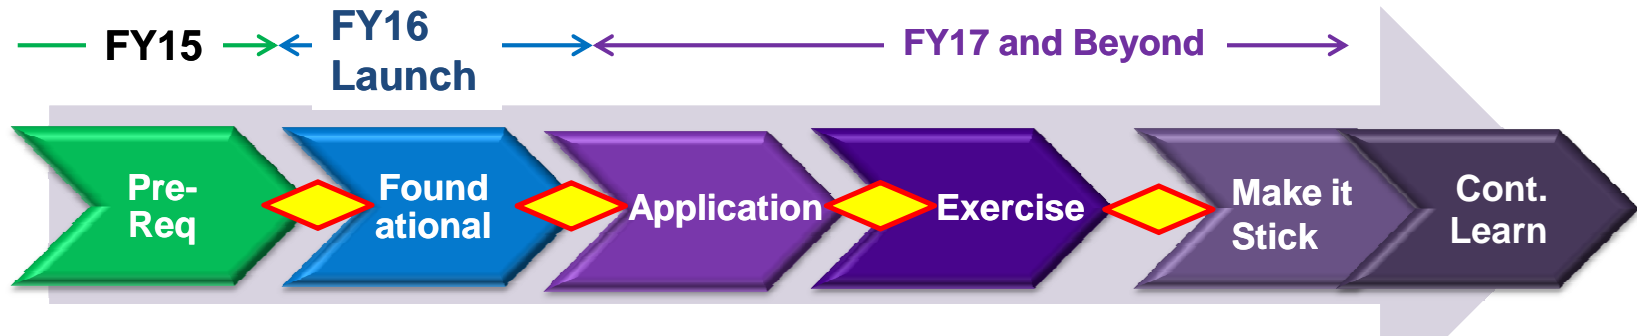 FY15
FY16
Launch
FY17 and Beyond
Pre-
Req
Found
ational
Application
Exercise
Make it
Stick
Cont.
Learn